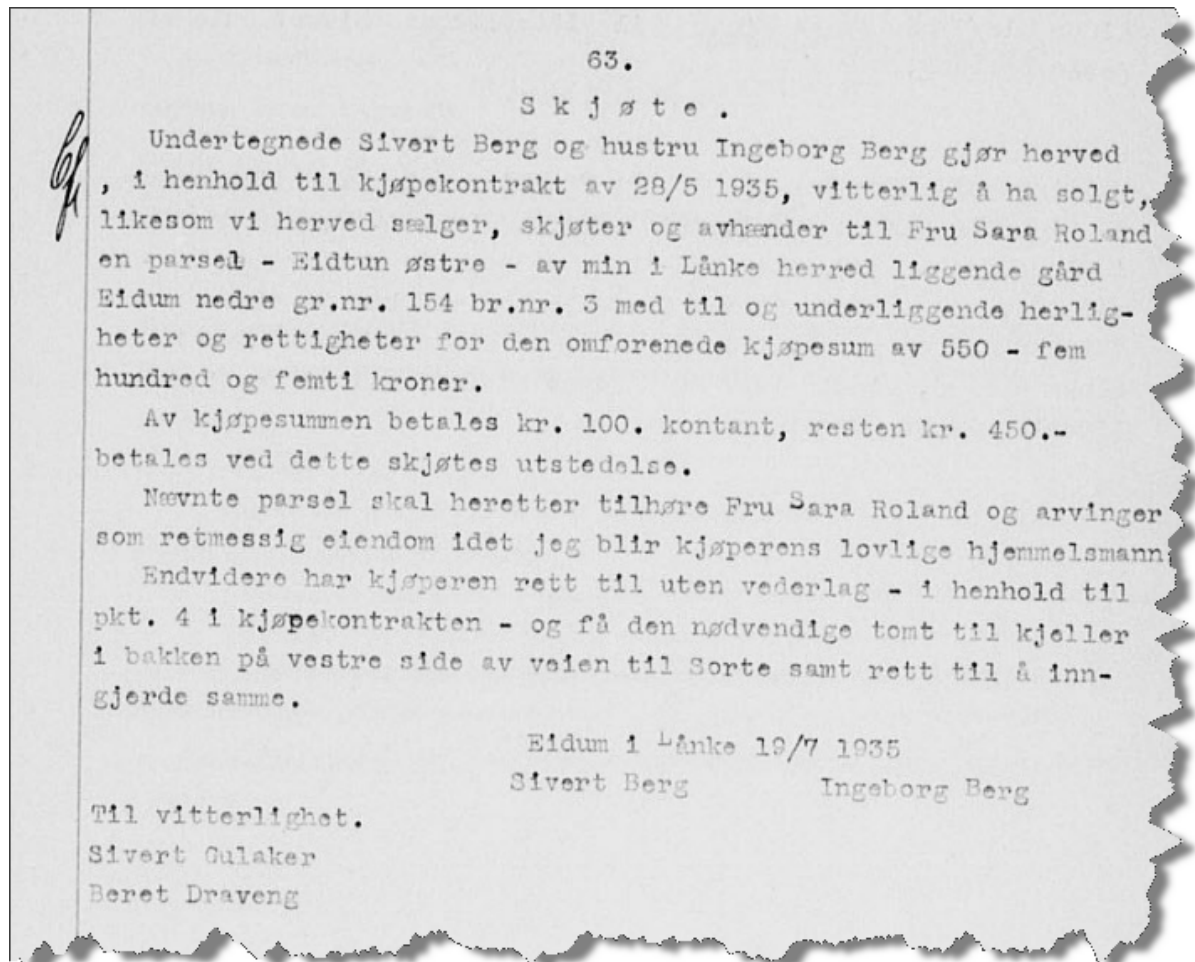 63.
Skjøte.
Undertegnede Sivert Berg og hustru Ingeborg Berg gjør herved
, i henhold til kjøpekontrakt av 28/5 1935, vitterlig å ha solgt,
likesom vi herved sælger, skjøter og avhænder til Fru Sara Roland
en parsel - Eidtun østre - av min i Lånke herred liggende gård
Eidum nedre gr.nr. 154 br.nr. 3 med til og underliggende herlig-
heter og rettigheter for den omforenede kjøpesum av 550 - fem
hundred og femti kroner.
Av kjøpesummen betales kr. 100. kontant, resten kr. 450.-
betales ved dette skjøtes utstedelse.
Nævnte parsel skal heretter tilhøre Fru Sara Roland og arvinger
som retmessig eiendom idet jeg blir kjøperens lovlige hjemmelsmann
Endvidere har kjøperen rett til uten vederlag - i henhold til
pkt. 4 i kjøpekontrakten - og få den nødvendige tomt til kjeller
i bakken på vestre side av veien til Sorte samt rett til å inn-
gjerde samme.
Eidum i Lånke 19/7 1935
Sivert Berg Ingeborg Berg
Til vitterlighet.
Sivert Gulaker
Beret Draveng